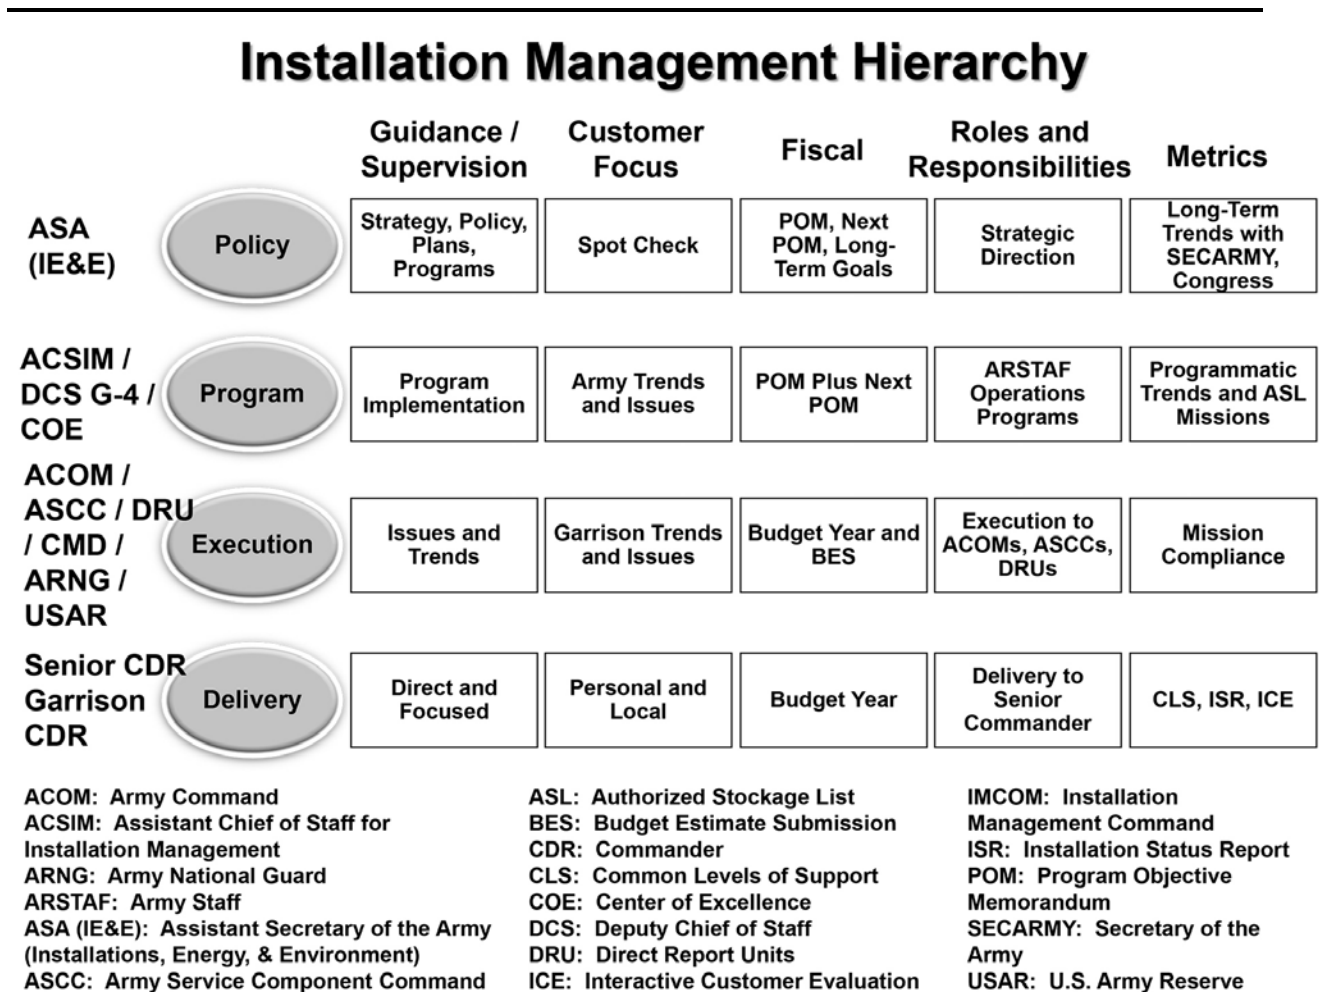 Installation Management Hierarchy
Guidance /
Supervision
Customer
Focus
Fiscal
Roles and
Responsibilities
Metrics
ASA
(IE&E)
Policy
Strategy, Policy,
Plans,
Programs
Spot Check
POM, Next
POM, Long-
Term Goals
Strategic
Direction
Long-Term
Trends with
SECARMY,
Congress
ACSIM /
DCS G-4 /
COE
Program
Program
Implementation
Army Trends
and Issues
POM Plus Next
POM
ARSTAF
Operations
Programs
Programmatic
Trends and ASL
Missions
ACOM /
ASCC / DRU
/ CMD /
ARNG /
USAR
Execution
Issues and
Trends
Garrison Trends
and Issues
Budget Year and
BES
Execution to
ACOMs, ASCCs,
DRUs
Mission
Compliance
Senior CDR
Garrison
CDR
Delivery
Direct and
Focused
Personal and
Local
Budget Year
Delivery to
Senior
Commander
CLS, ISR, ICE
ACOM: Army Command
ACSIM: Assistant Chief of Staff for
Installation Management
ARNG: Army National Guard
ARSTAF: Army Staff
ASA (IE&E): Assistant Secretary of the Army
(Installations, Energy, & Environment)
ASCC: Army Service Component Command
ASL: Authorized Stockage List
BES: Budget Estimate Submission
CDR: Commander
CLS: Common Levels of Support
COE: Center of Excellence
DCS: Deputy Chief of Staff
DRU: Direct Report Units
ICE: Interactive Customer Evaluation
IMCOM: Installation
Management Command
ISR: Installation Status Report
POM: Program Objective
Memorandum
SECARMY: Secretary of the
Army
USAR: U.S. Army Reserve